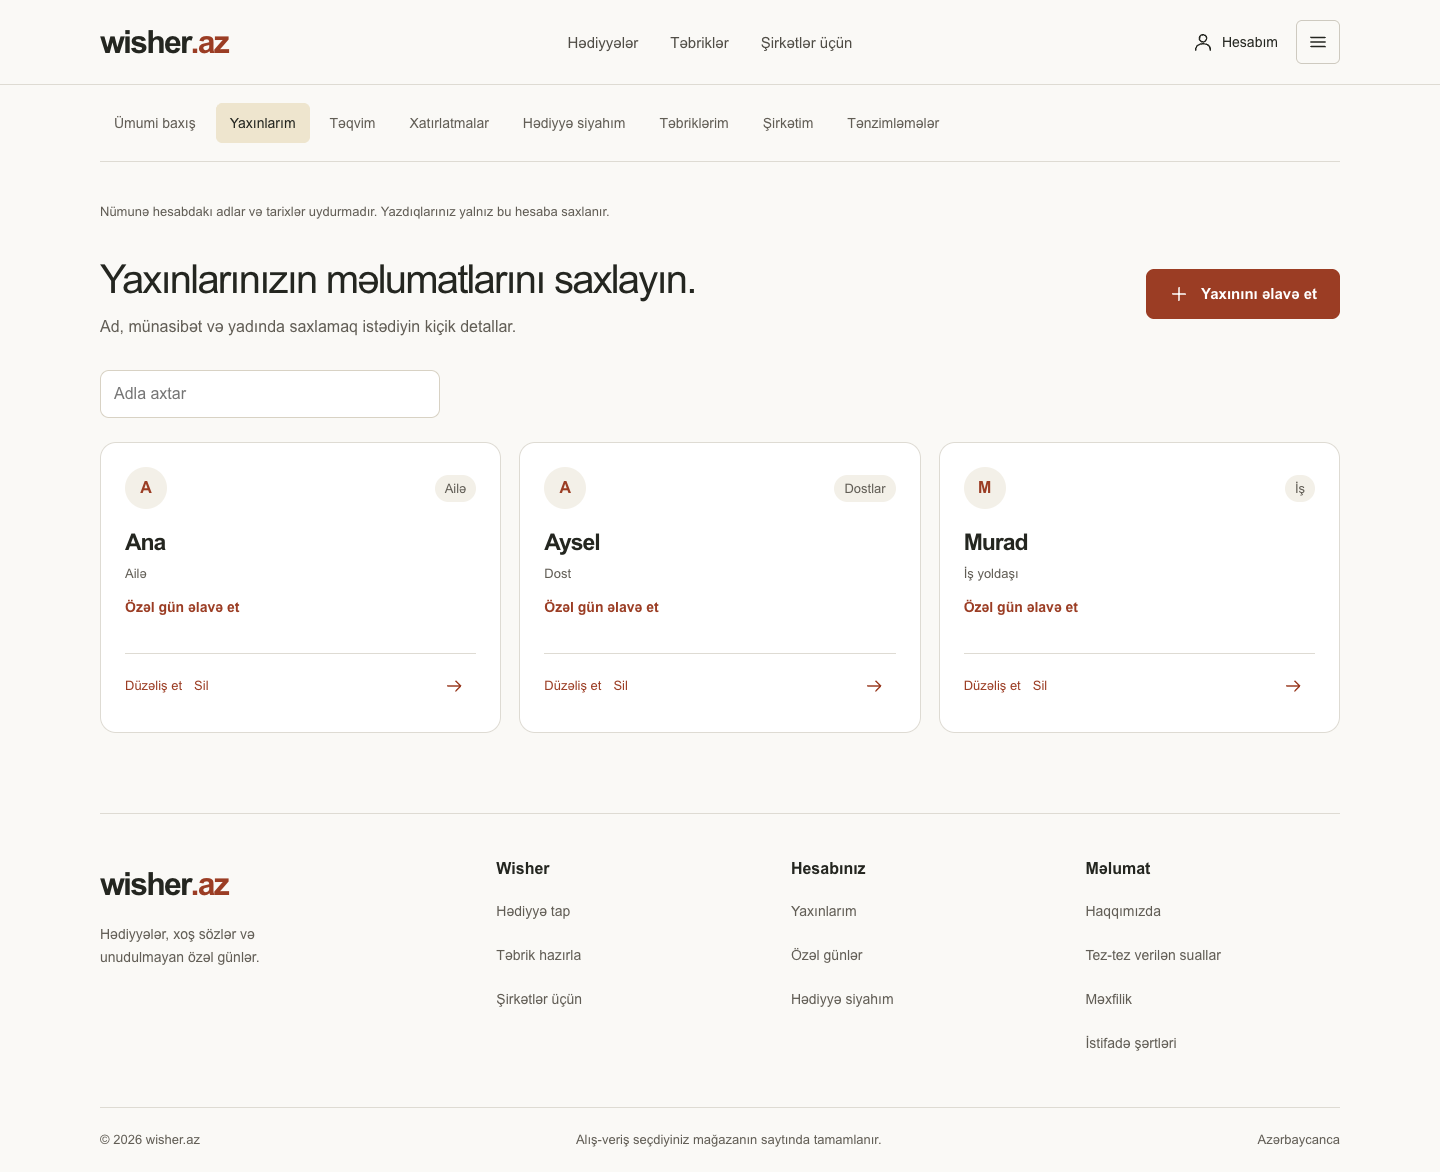 wisher.az
Hədiyyələr Təbriklər Şirkətlər üçün
Hesabım
Ümumi baxış Yaxınlarım Təqvim Xatırlatmalar Hədiyyə siyahım Təbriklərim Şirkətim Tənzimləmələr
Nümunə hesabdakı adlar və tarixlər uydurmadır. Yazdıqlarınız yalnız bu hesaba saxlanır.
Yaxınlarınızın məlumatlarını saxlayın.
Ad, münasibət və yadında saxlamaq istədiyin kiçik detallar.
Yaxınını əlavə et
Adla axtar
A
Ailə
Ana
Ailə
Özəl gün əlavə et
Düzəliş et Sil
A
Dostlar
Aysel
Dost
Özəl gün əlavə et
Düzəliş et Sil
M
İş
Murad
İş yoldaşı
Özəl gün əlavə et
Düzəliş et Sil
wisher.az
Hədiyyələr, xoş sözlər və
unudulmayan özəl günlər.
Wisher
Hədiyyə tap
Təbrik hazırla
Şirkətlər üçün
Hesabınız
Yaxınlarım
Özəl günlər
Hədiyyə siyahım
Məlumat
Haqqımızda
Tez-tez verilən suallar
Məxfilik
İstifadə şərtləri
© 2026 wisher.az
Alış-veriş seçdiyiniz mağazanın saytında tamamlanır.
Azərbaycanca